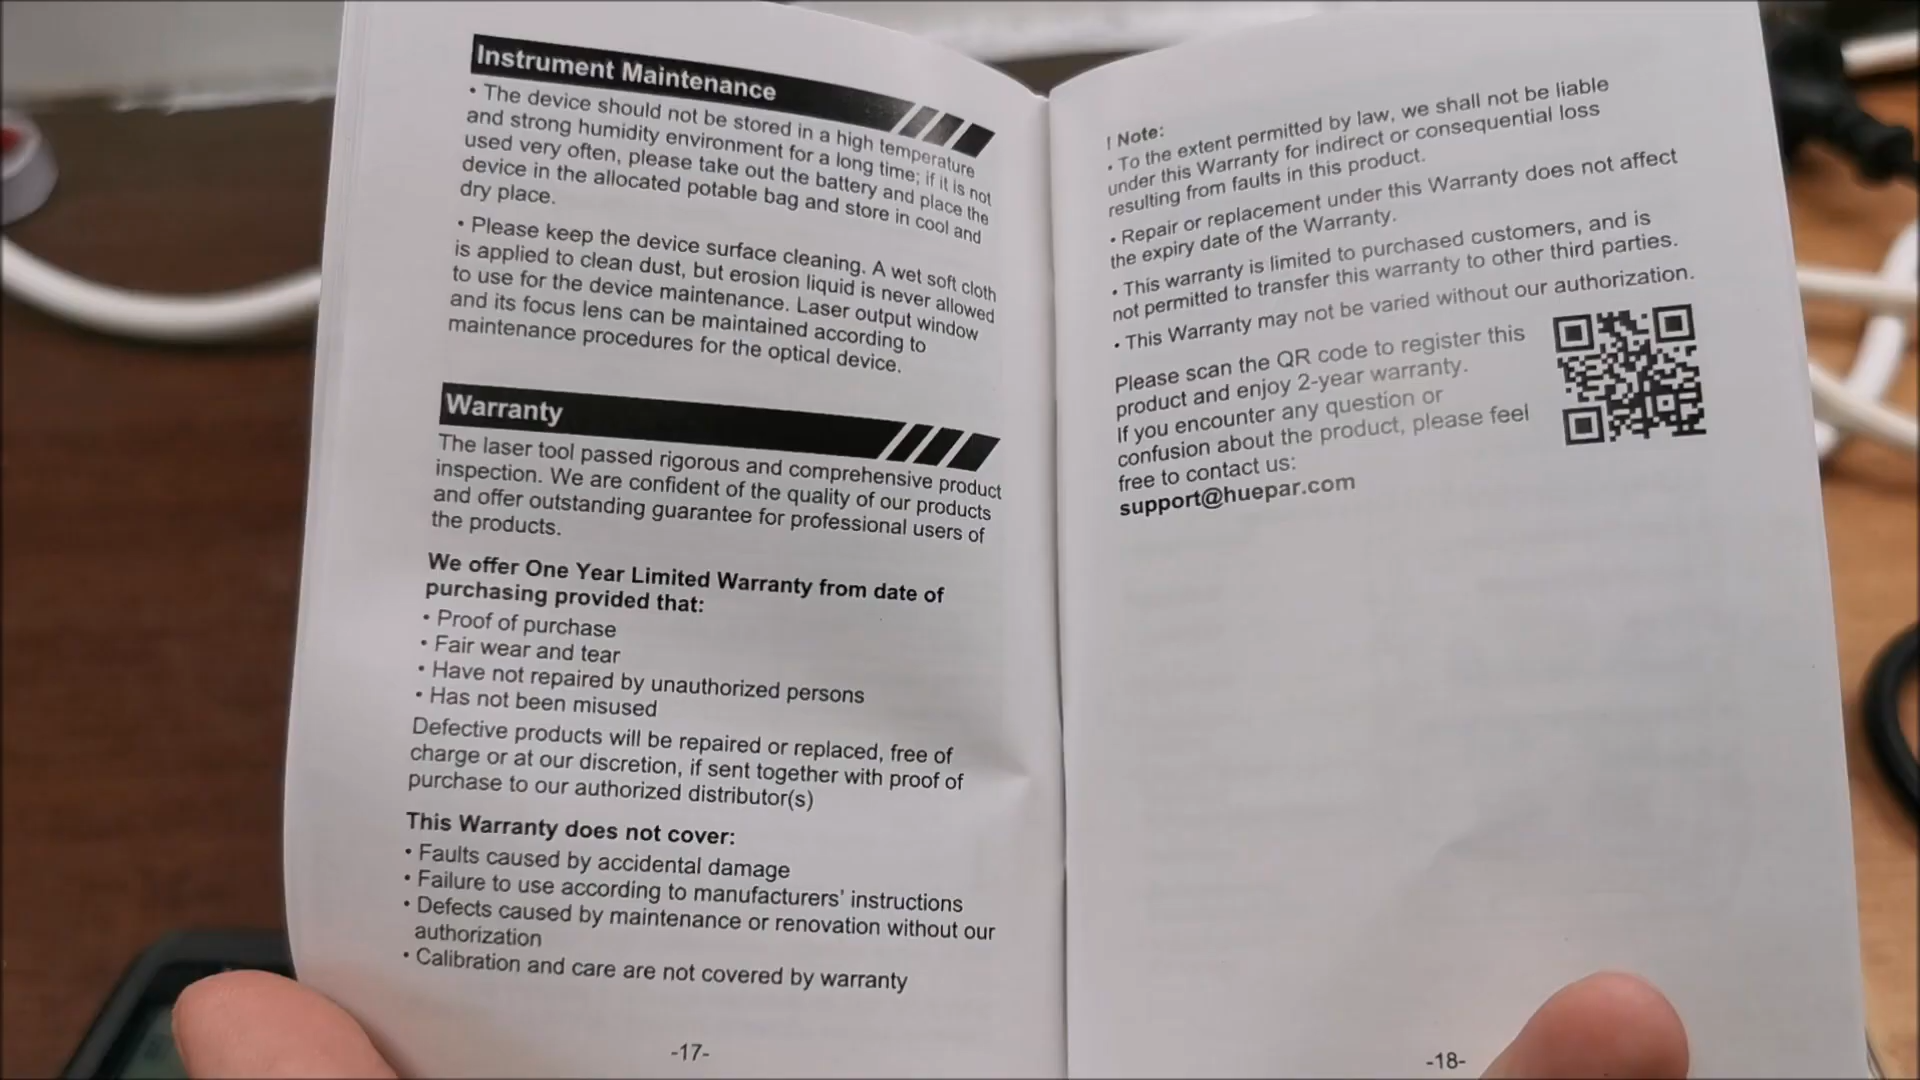 Instrument Maintenance
• The device should not be stored in a high temperature
and strong humidity environment for a long time; if it is not
used very often, please take out the battery and place the
device in the allocated potable bag and store in cool and
dry place.
• Please keep the device surface cleaning. A wet soft cloth
is applied to clean dust, but erosion liquid is never allowed
to use for the device maintenance. Laser output window
and its focus lens can be maintained according to
maintenance procedures for the optical device.
Warranty
The laser tool passed rigorous and comprehensive product
inspection. We are confident of the quality of our products
and offer outstanding guarantee for professional users of
the products.
We offer One Year Limited Warranty from date of
purchasing provided that:
• Proof of purchase
• Fair wear and tear
• Have not repaired by unauthorized persons
• Has not been misused
Defective products will be repaired or replaced, free of
charge or at our discretion, if sent together with proof of
purchase to our authorized distributor(s)
This Warranty does not cover:
• Faults caused by accidental damage
• Failure to use according to manufacturers' instructions
• Defects caused by maintenance or renovation without our
authorization
• Calibration and care are not covered by warranty
-17-
! Note:
• To the extent permitted by law, we shall not be liable
under this Warranty for indirect or consequential loss
resulting from faults in this product.
• Repair or replacement under this Warranty does not affect
the expiry date of the Warranty.
• This warranty is limited to purchased customers, and is
not permitted to transfer this warranty to other third parties.
• This Warranty may not be varied without our authorization.
Please scan the QR code to register this
product and enjoy 2-year warranty.
If you encounter any question or
confusion about the product, please feel
free to contact us:
support@huepar.com
-18-